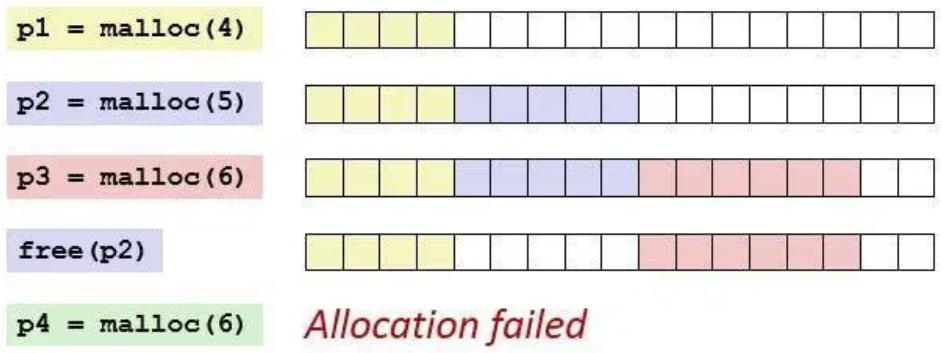 p1 = malloc(4)
p2 = malloc(5)
p3 = malloc(6)
free(p2)
p4 = malloc(6) Allocation failed